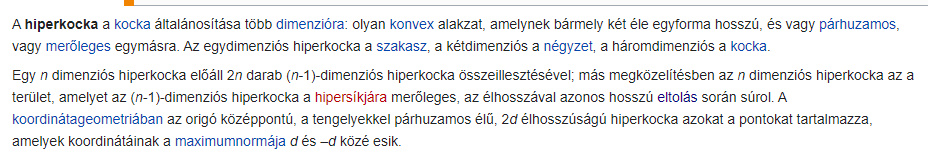 A hiperkocka a kocka általánosítása több dimenzióra: olyan konvex alakzat, amelynek bármely két éle egyforma hosszú, és vagy párhuzamos,
vagy merőleges egymásra. Az egydimenziós hiperkocka a szakasz, a kétdimenziós a négyzet, a háromdimenziós a kocka.
Egy n dimenziós hiperkocka előáll 2n darab (n-1)-dimenziós hiperkocka összeillesztésével; más megközelítésben az n dimenziós hiperkocka az a
terület, amelyet az (n-1)-dimenziós hiperkocka a hipersíkjára merőleges, az élhosszával azonos hosszú eltolás során súrol. A
koordinátageometriában az origó középpontú, a tengelyekkel párhuzamos élű, 2d élhosszúságú hiperkocka azokat a pontokat tartalmazza,
amelyek koordinátáinak a maximumnormája d és –d közé esik.